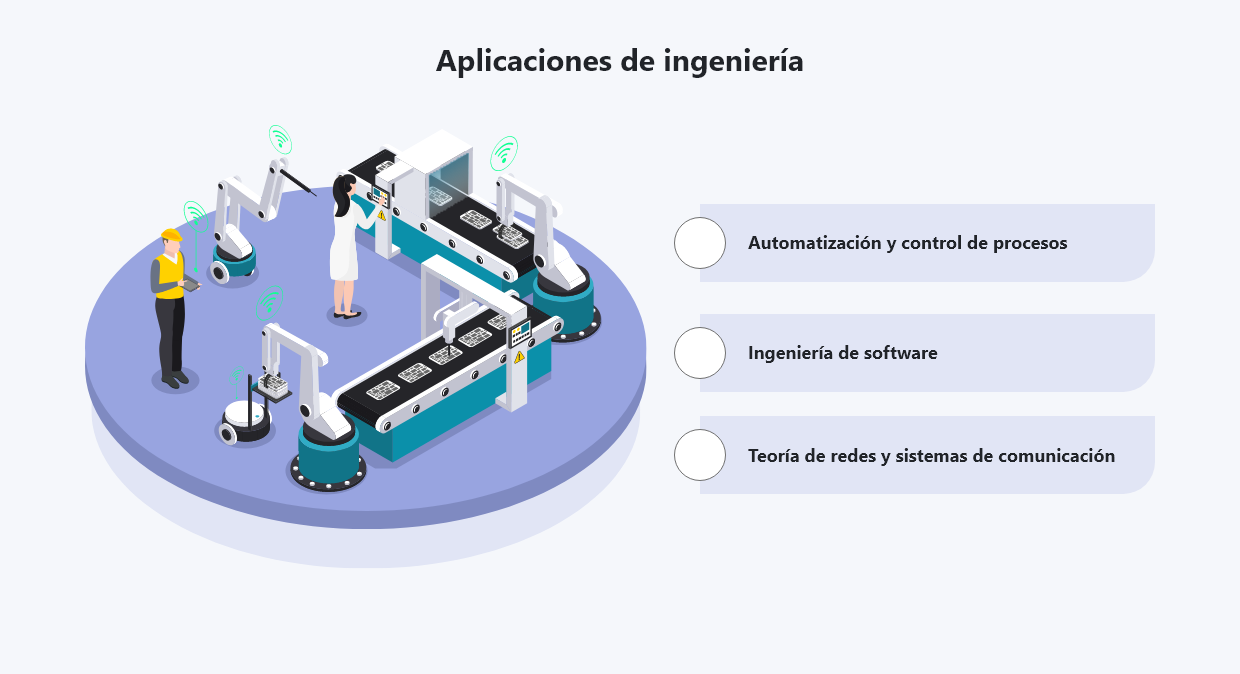 Aplicaciones de ingeniería
Automatización y control de procesos
Ingeniería de software
Teoría de redes y sistemas de comunicación